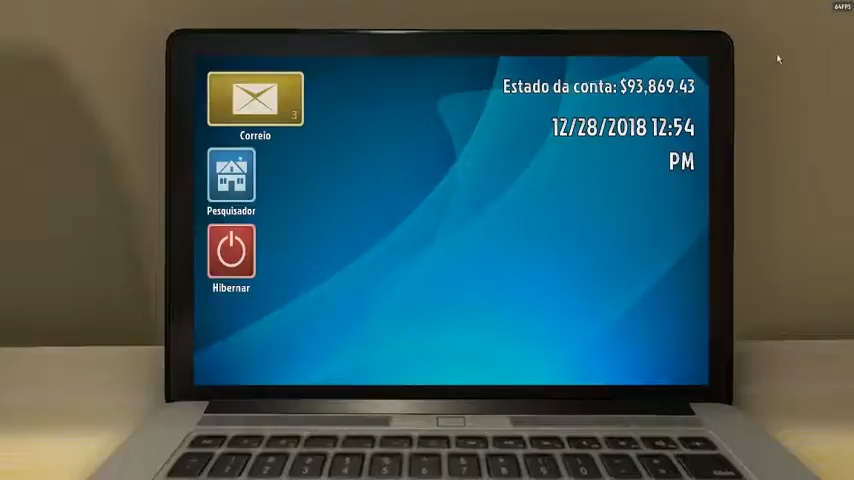 64FPS
Estado da conta: $93,869.43
3
Correio
12/28/2018 12:54
PM
Pesquisador
Hibernar